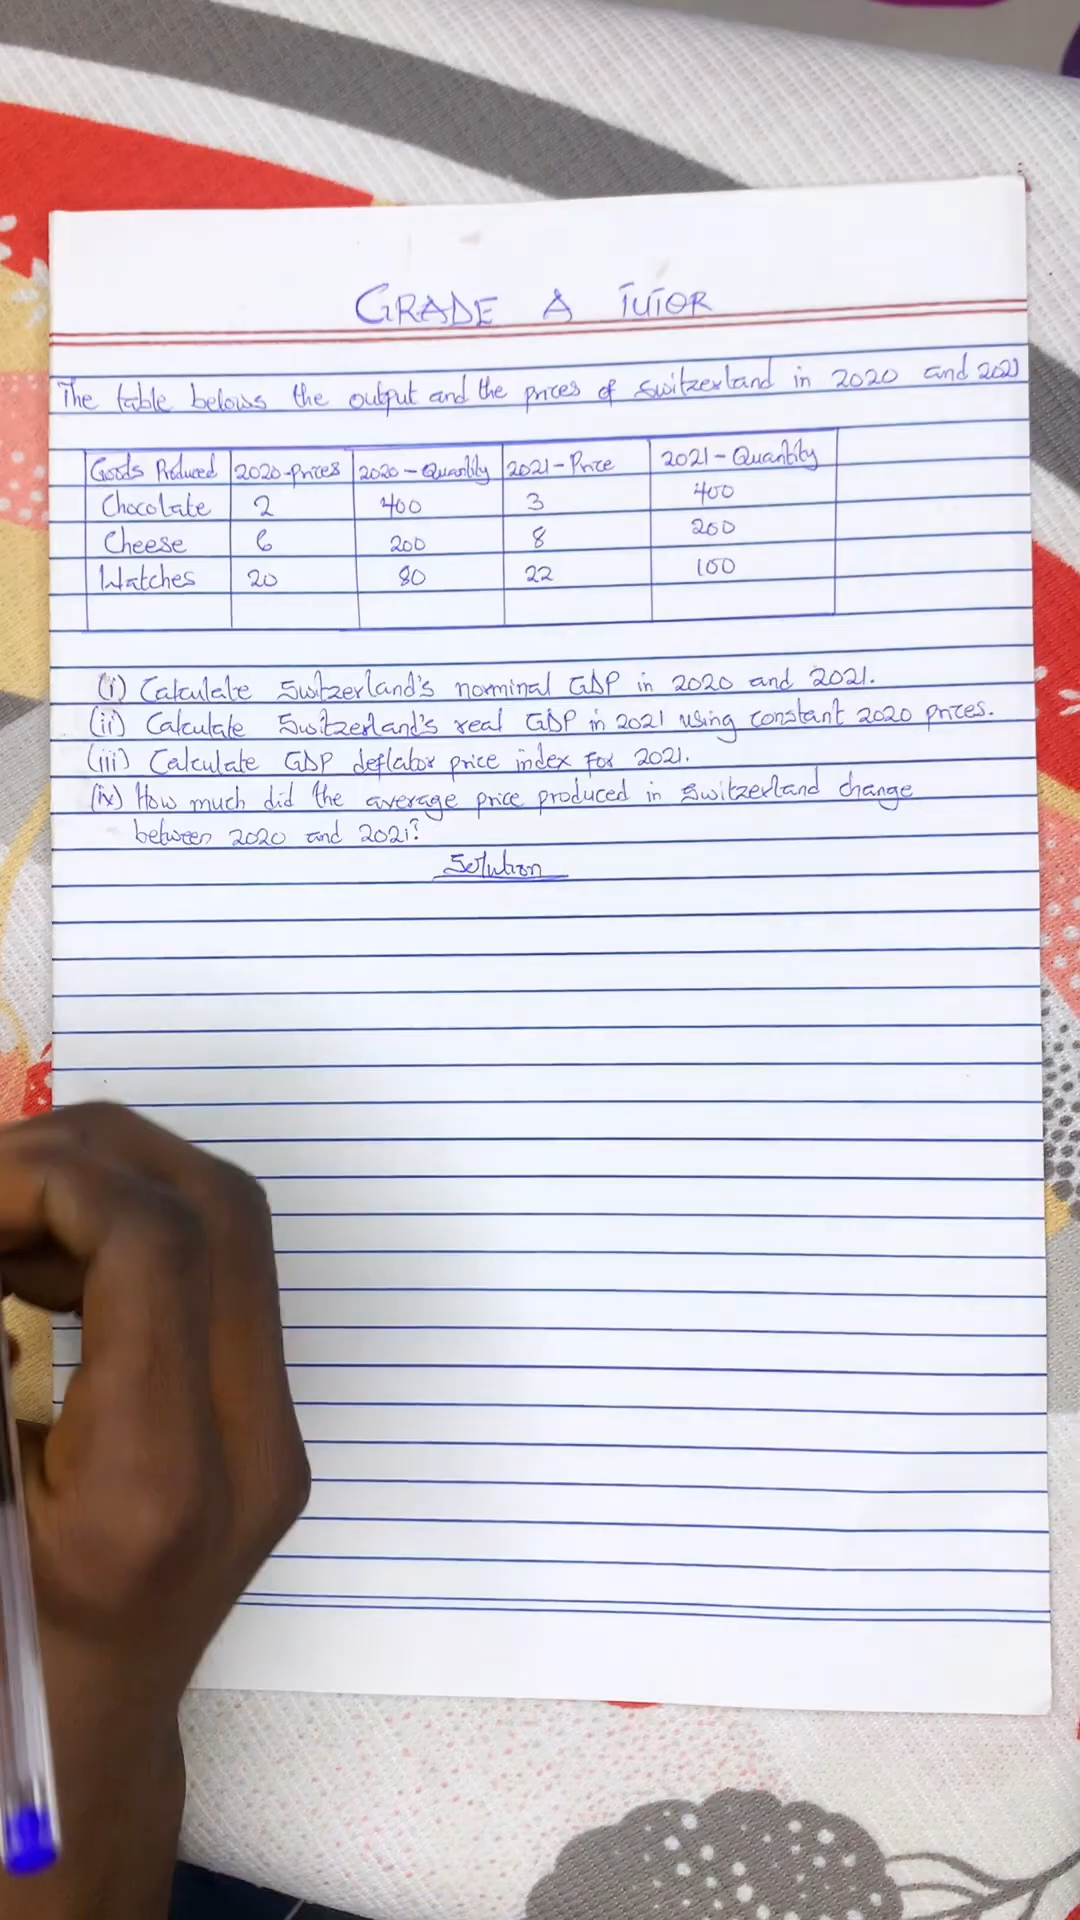 GRADE A TUTOR
The table belows the output and the prices of Switzerland in 2020 and 2021
Goods Produced 2020-Prices 2020-Quantity 2021-Price 2021-Quantity
Chocolate 2 400 3 400
Cheese 6 200 8 200
Watches 20 80 22 100
(i) Calculate Switzerland's norminal GDP in 2020 and 2021.
(ii) Calculate Switzerland's real GDP in 2021 using constant 2020 prices.
(iii) Calculate GDP deflator price index for 2021.
(iv) How much did the average price produced in Switzerland change
between 2020 and 2021?
Solution